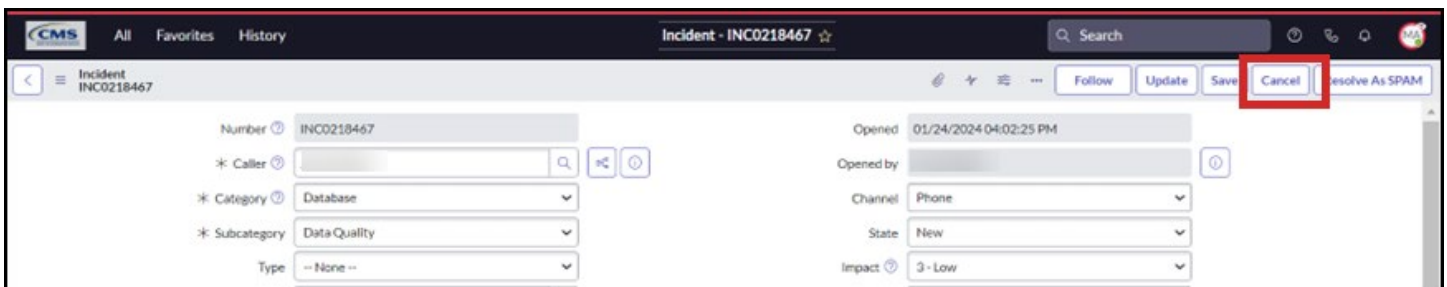 CMS All Favorites History Incident - INC0218467 Search MA
Incident
INC0218467
Follow Update Save Cancel Resolve As SPAM
Number INC0218467 Opened 01/24/2024 04:02:25 PM
* Caller Opened by
* Category Database Channel Phone
* Subcategory Data Quality State New
Type -- None -- Impact 3 - Low